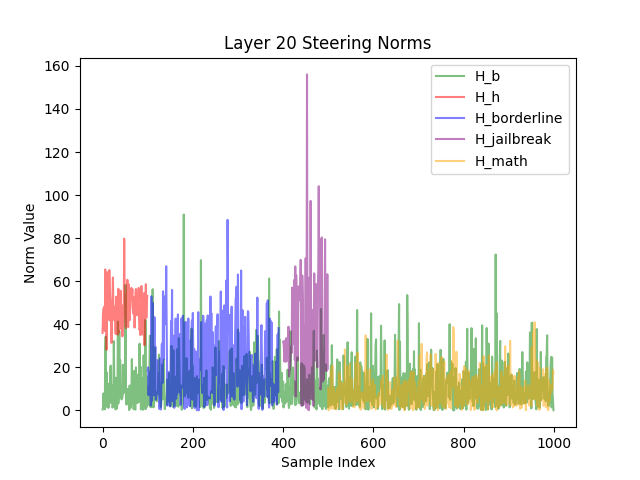 Layer 20 Steering Norms
Norm Value
160
140
120
100
80
60
40
20
0
H_b
H_h
H_borderline
H_jailbreak
H_math
0
200
400
600
800
1000
Sample Index